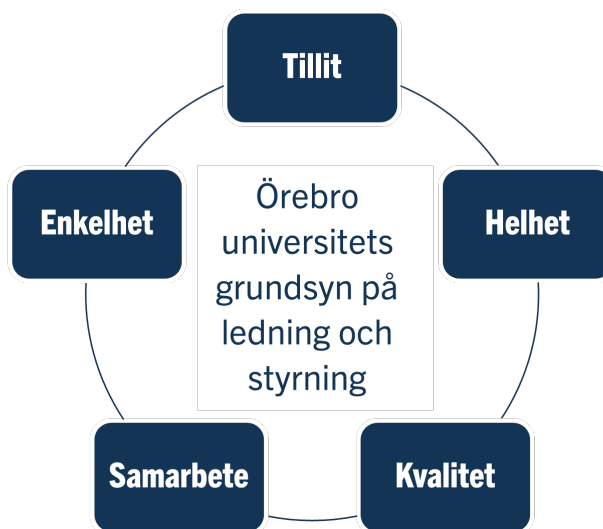 Tillit
Enkelhet
Örebro
universitets
grundsyn på
ledning och
styrning
Helhet
Samarbete
Kvalitet